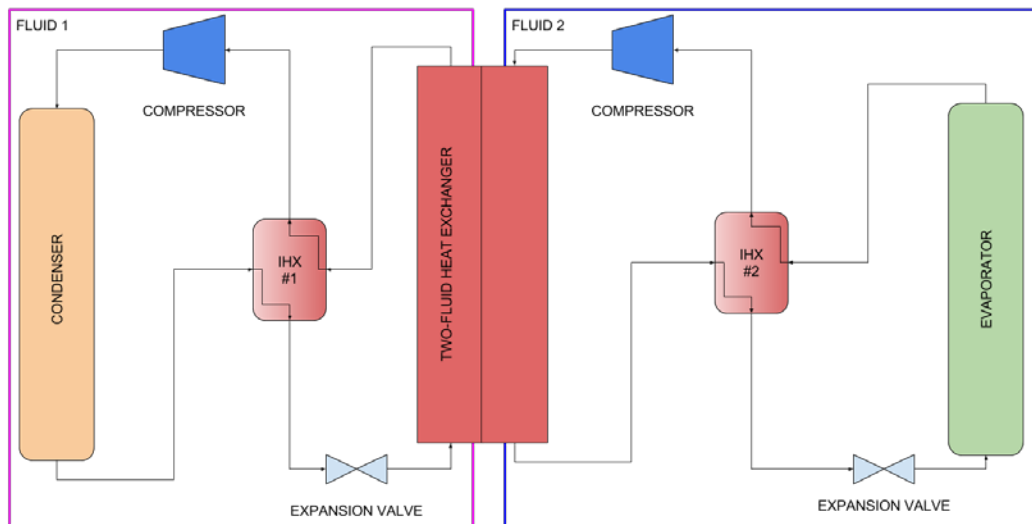 FLUID 1
FLUID 2
COMPRESSOR
COMPRESSOR
CONDENSER
IHX
#1
TWO-FLUID HEAT EXCHANGER
IHX
#2
EVAPORATOR
EXPANSION VALVE
EXPANSION VALVE